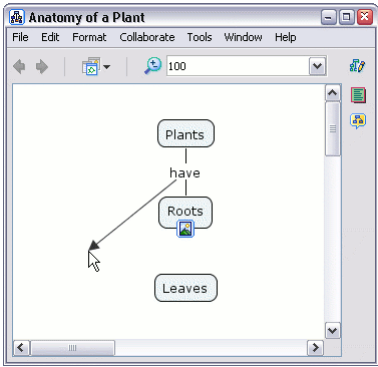 Anatomy of a Plant
File Edit Format Collaborate Tools Window Help
100
Plants
have
Roots
Leaves